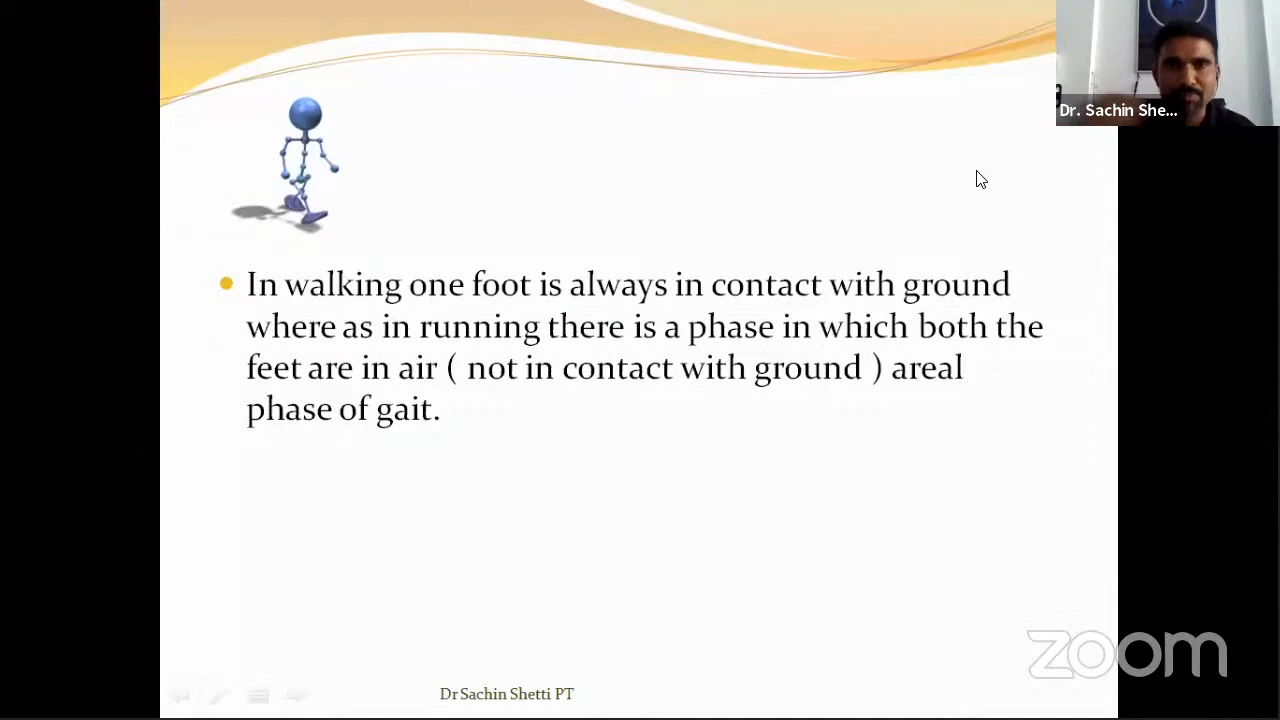 Dr. Sachin She...
In walking one foot is always in contact with ground
where as in running there is a phase in which both the
feet are in air ( not in contact with ground ) areal
phase of gait.
zoom
Dr Sachin Shetti PT